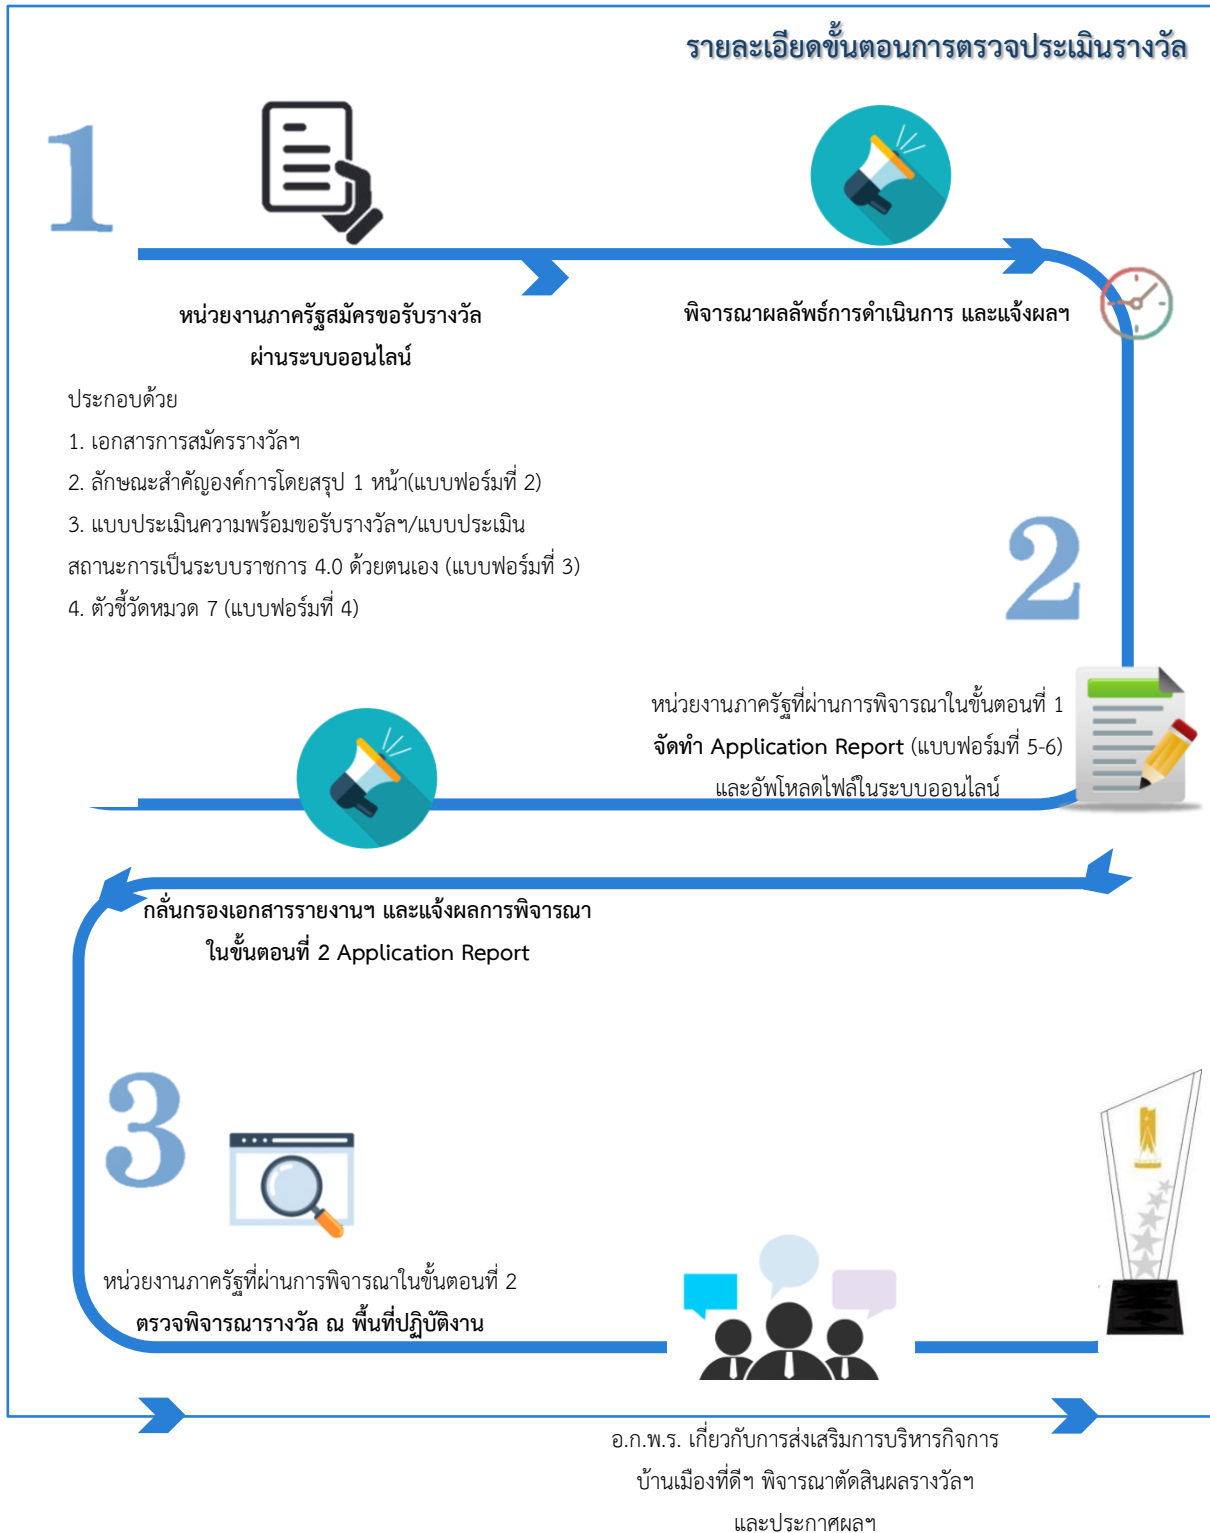 รายละเอียดขั้นตอนการตรวจประเมินรางวัล
1
หน่วยงานภาครัฐสมัครขอรับรางวัล
ผ่านระบบออนไลน์
พิจารณาผลลัพธ์การดำเนินการ และแจ้งผลฯ
ประกอบด้วย
1. เอกสารการสมัครรางวัลฯ
2. ลักษณะสำคัญองค์การโดยสรุป 1 หน้า(แบบฟอร์มที่ 2)
3. แบบประเมินความพร้อมขอรับรางวัลฯ/แบบประเมิน
สถานะการเป็นระบบราชการ 4.0 ด้วยตนเอง (แบบฟอร์มที่ 3)
4. ตัวชี้วัดหมวด 7 (แบบฟอร์มที่ 4)
2
หน่วยงานภาครัฐที่ผ่านการพิจารณาในขั้นตอนที่ 1
จัดทำ Application Report (แบบฟอร์มที่ 5-6)
และอัพโหลดไฟล์ในระบบออนไลน์
กลั่นกรองเอกสารรายงานฯ และแจ้งผลการพิจารณา
ในขั้นตอนที่ 2 Application Report
3
หน่วยงานภาครัฐที่ผ่านการพิจารณาในขั้นตอนที่ 2
ตรวจพิจารณารางวัล ณ พื้นที่ปฏิบัติงาน
อ.ก.พ.ร. เกี่ยวกับการส่งเสริมการบริหารกิจการ
บ้านเมืองที่ดีฯ พิจารณาตัดสินผลรางวัลฯ
และประกาศผลฯ